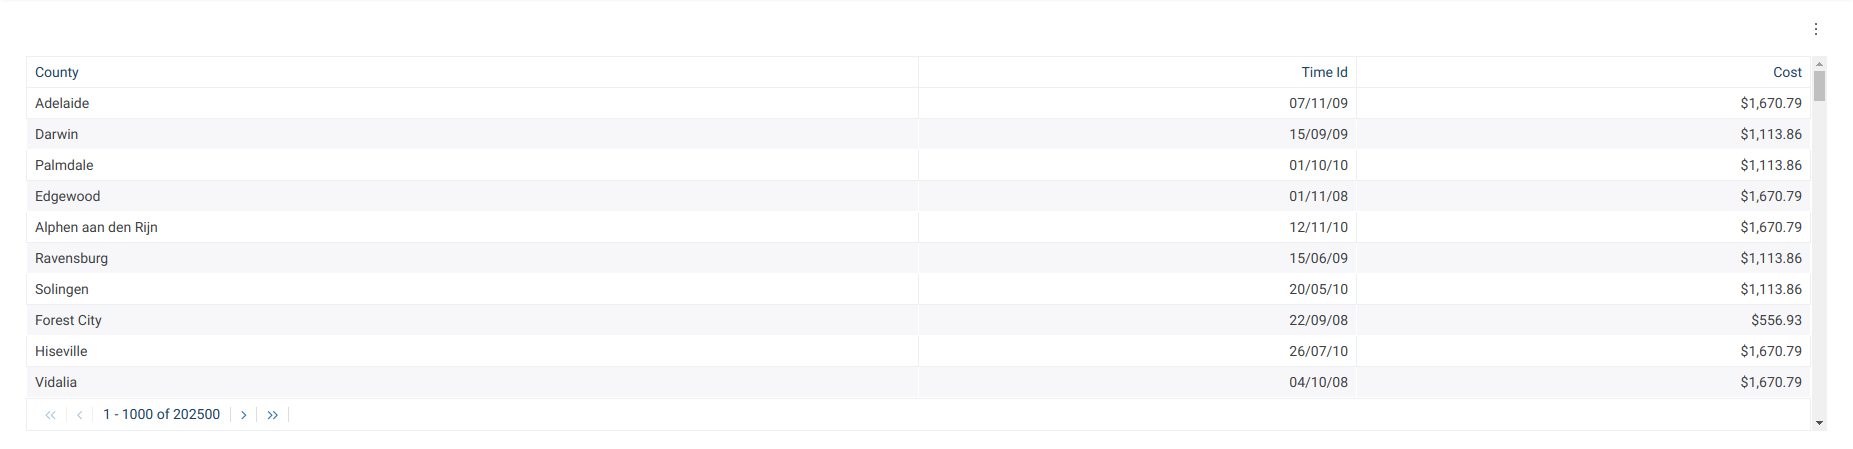 County Time Id Cost
Adelaide 07/11/09 $1,670.79
Darwin 15/09/09 $1,113.86
Palmdale 01/10/10 $1,113.86
Edgewood 01/11/08 $1,670.79
Alphen aan den Rijn 12/11/10 $1,670.79
Ravensburg 15/06/09 $1,113.86
Solingen 20/05/10 $1,113.86
Forest City 22/09/08 $556.93
Hiseville 26/07/10 $1,670.79
Vidalia 04/10/08 $1,670.79
1 - 1000 of 202500